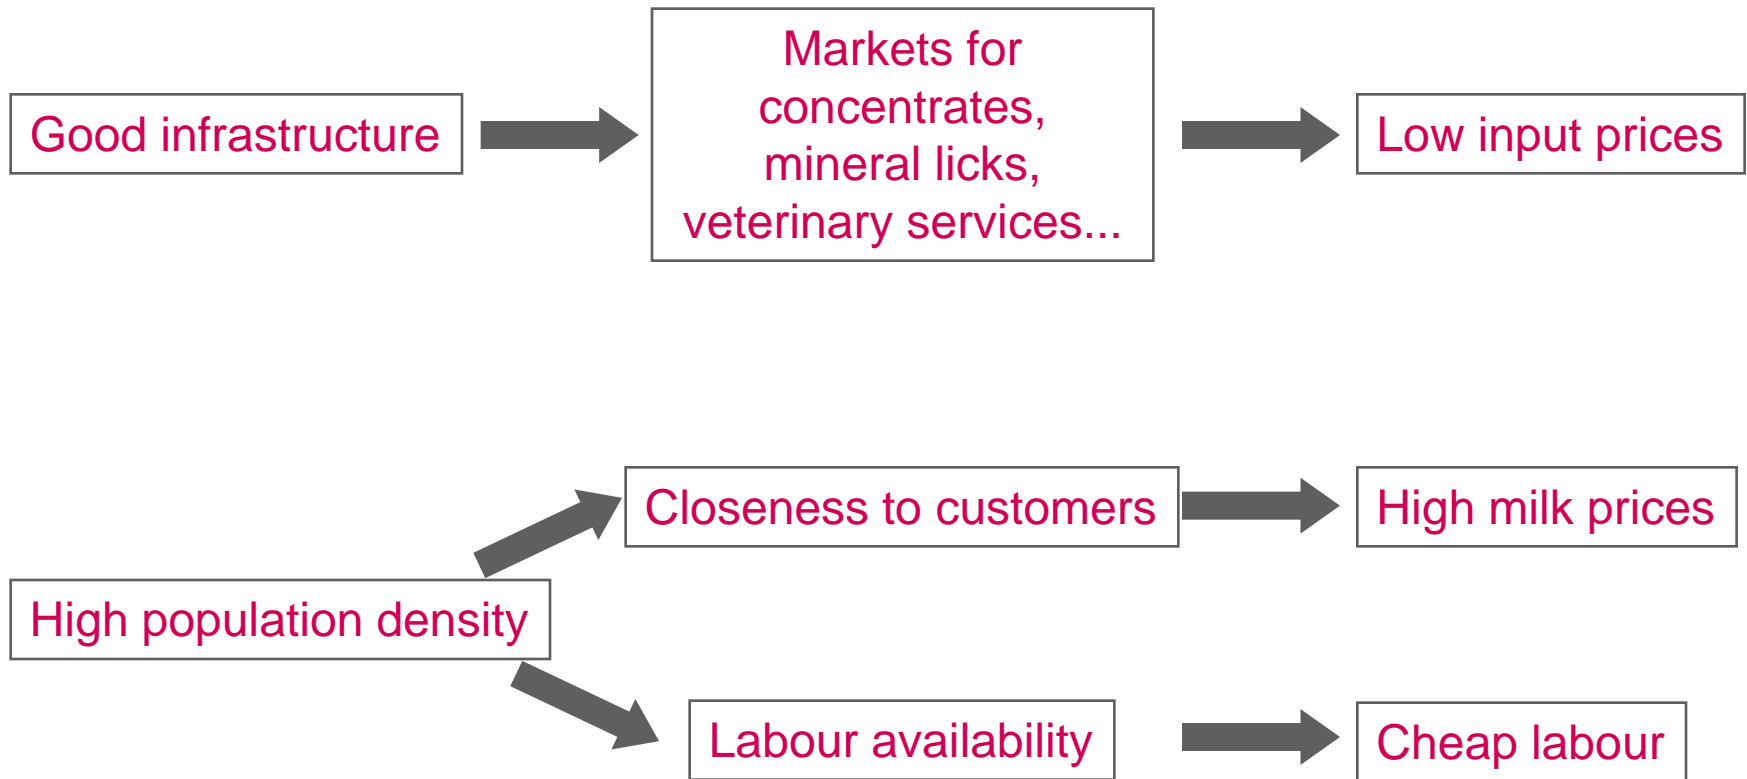 Good infrastructure
Markets for
concentrates,
mineral licks,
veterinary services...
Low input prices
Closeness to customers
High milk prices
High population density
Labour availability
Cheap labour